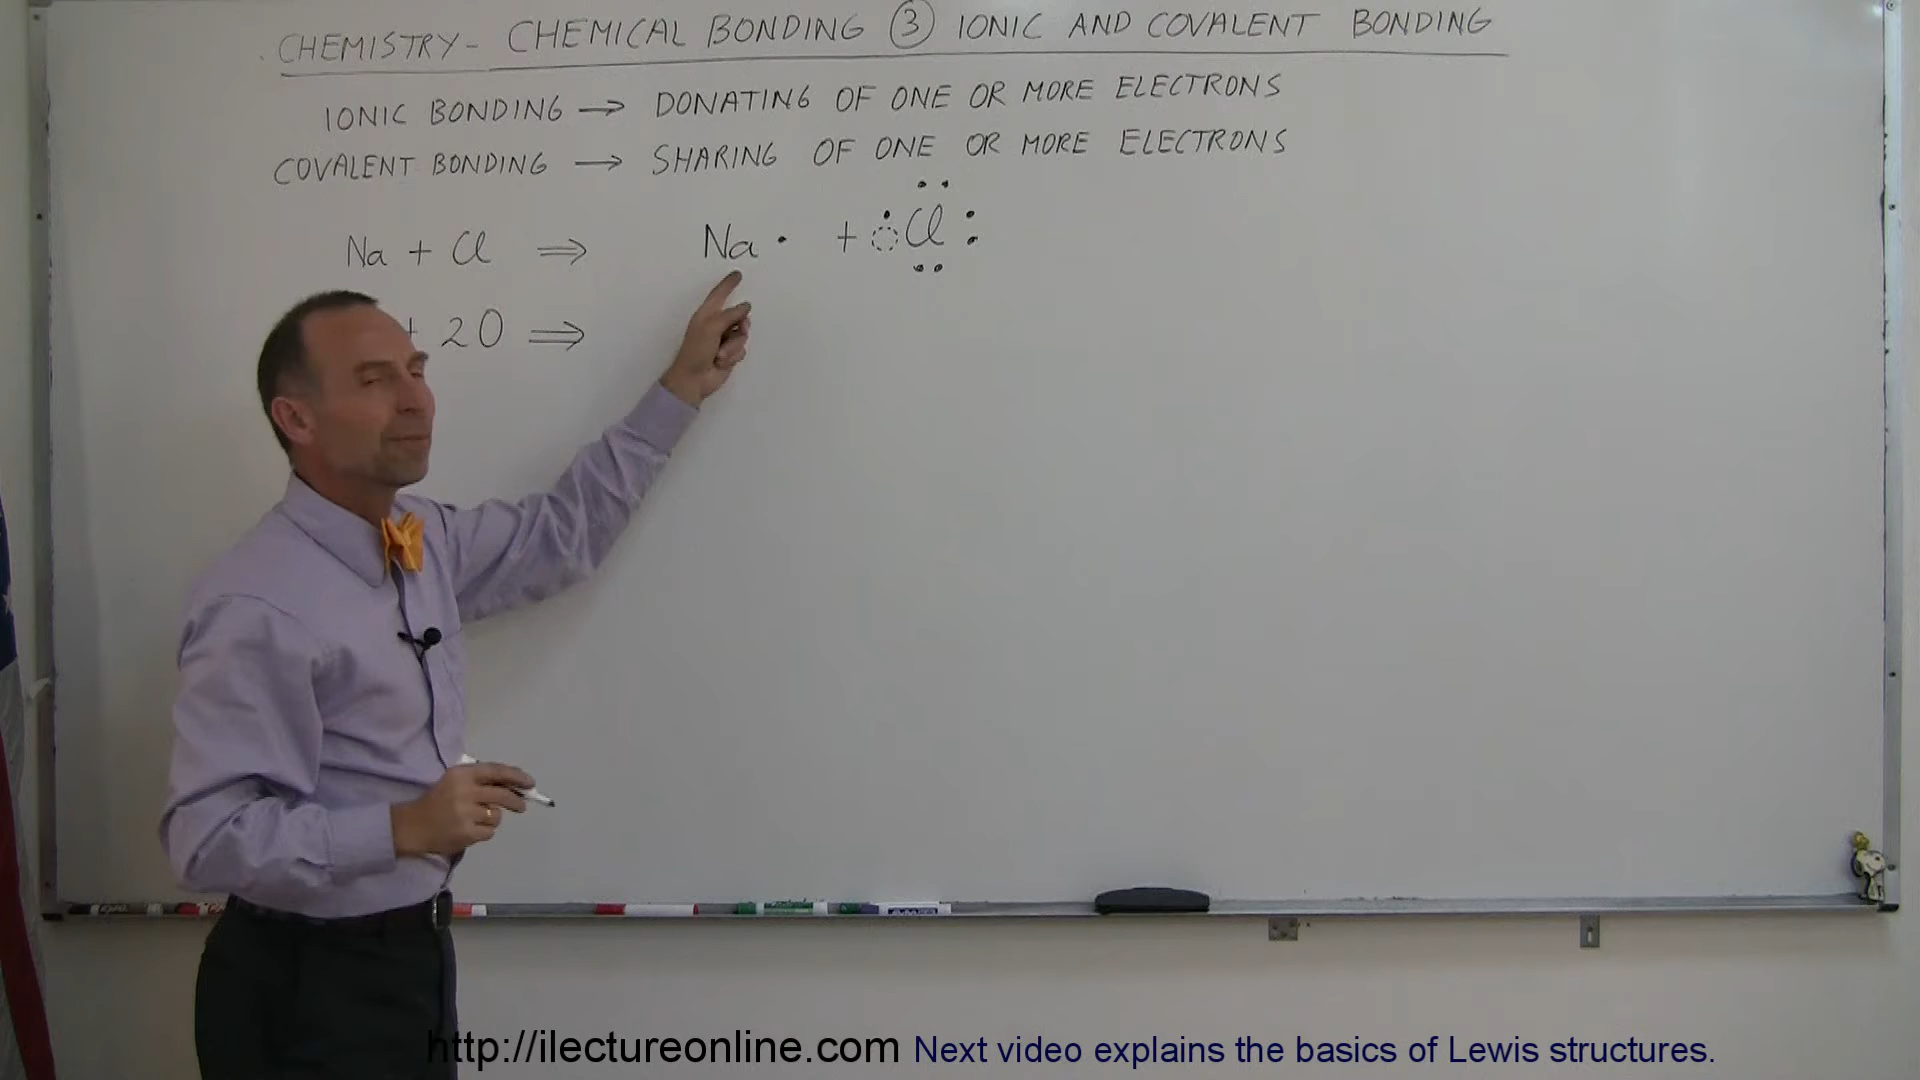 CHEMISTRY - CHEMICAL BONDING ③ IONIC AND COVALENT BONDING
IONIC BONDING → DONATING OF ONE OR MORE ELECTRONS
COVALENT BONDING → SHARING OF ONE OR MORE ELECTRONS
Na + Cl ⇒ Na • + Cl
+ 2O ⇒
http://ilectureonline.com Next video explains the basics of Lewis structures.